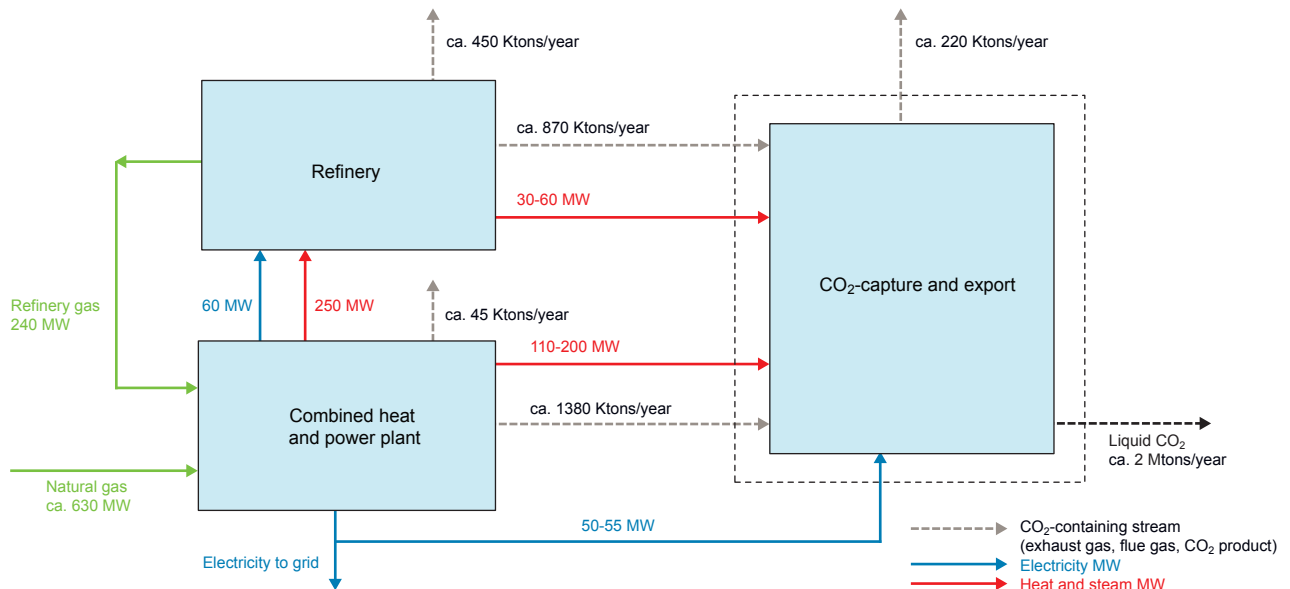 ca. 450 Ktons/year
ca. 220 Ktons/year
ca. 870 Ktons/year
Refinery
30-60 MW
CO₂-capture and export
Refinery gas
240 MW
60 MW
250 MW
ca. 45 Ktons/year
110-200 MW
Combined heat
and power plant
ca. 1380 Ktons/year
Liquid CO₂
ca. 2 Mtons/year
Natural gas
ca. 630 MW
50-55 MW
Electricity to grid
CO₂-containing stream
(exhaust gas, flue gas, CO₂ product)
Electricity MW
Heat and steam MW